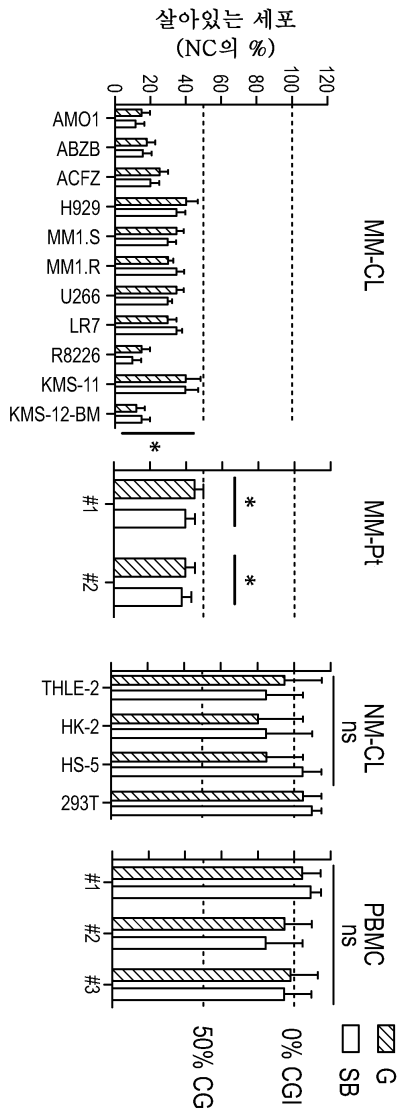 살아있는 세포
(NC의 %)
0
20
40
60
80
100
120
MM-CL
AMO1
ABZB
ACFZ
H929
MM1.S
MM1.R
U266
LR7
R8226
KMS-11
KMS-12-BM
*
MM-Pt
#1
#2
*
*
NM-CL
ns
THLE-2
HK-2
HS-5
293T
PBMC
ns
#1
#2
#3
0% CGI
50% CG
G
SB